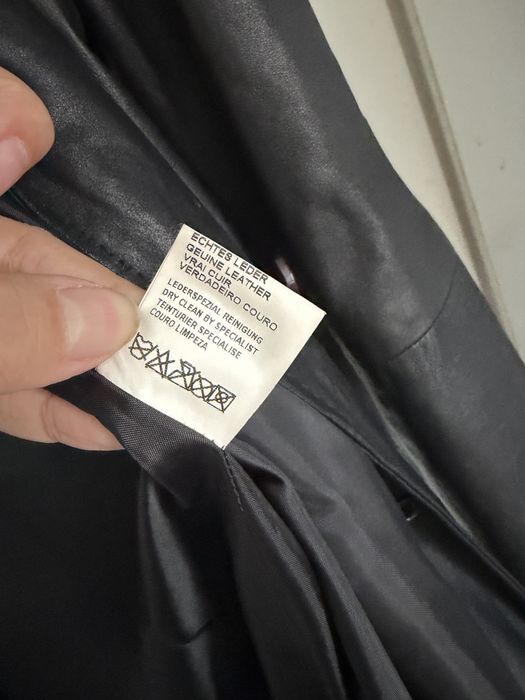 ECHTES LEDER
GEUINE LEATHER
VRAI CUIR
VERDADEIRO COURO
LEDERSPEZIAL REINIGUNG
DRY CLEAN BY SPECIALIST
TEINTURIER SPECIALISE
COURO LIMPEZA